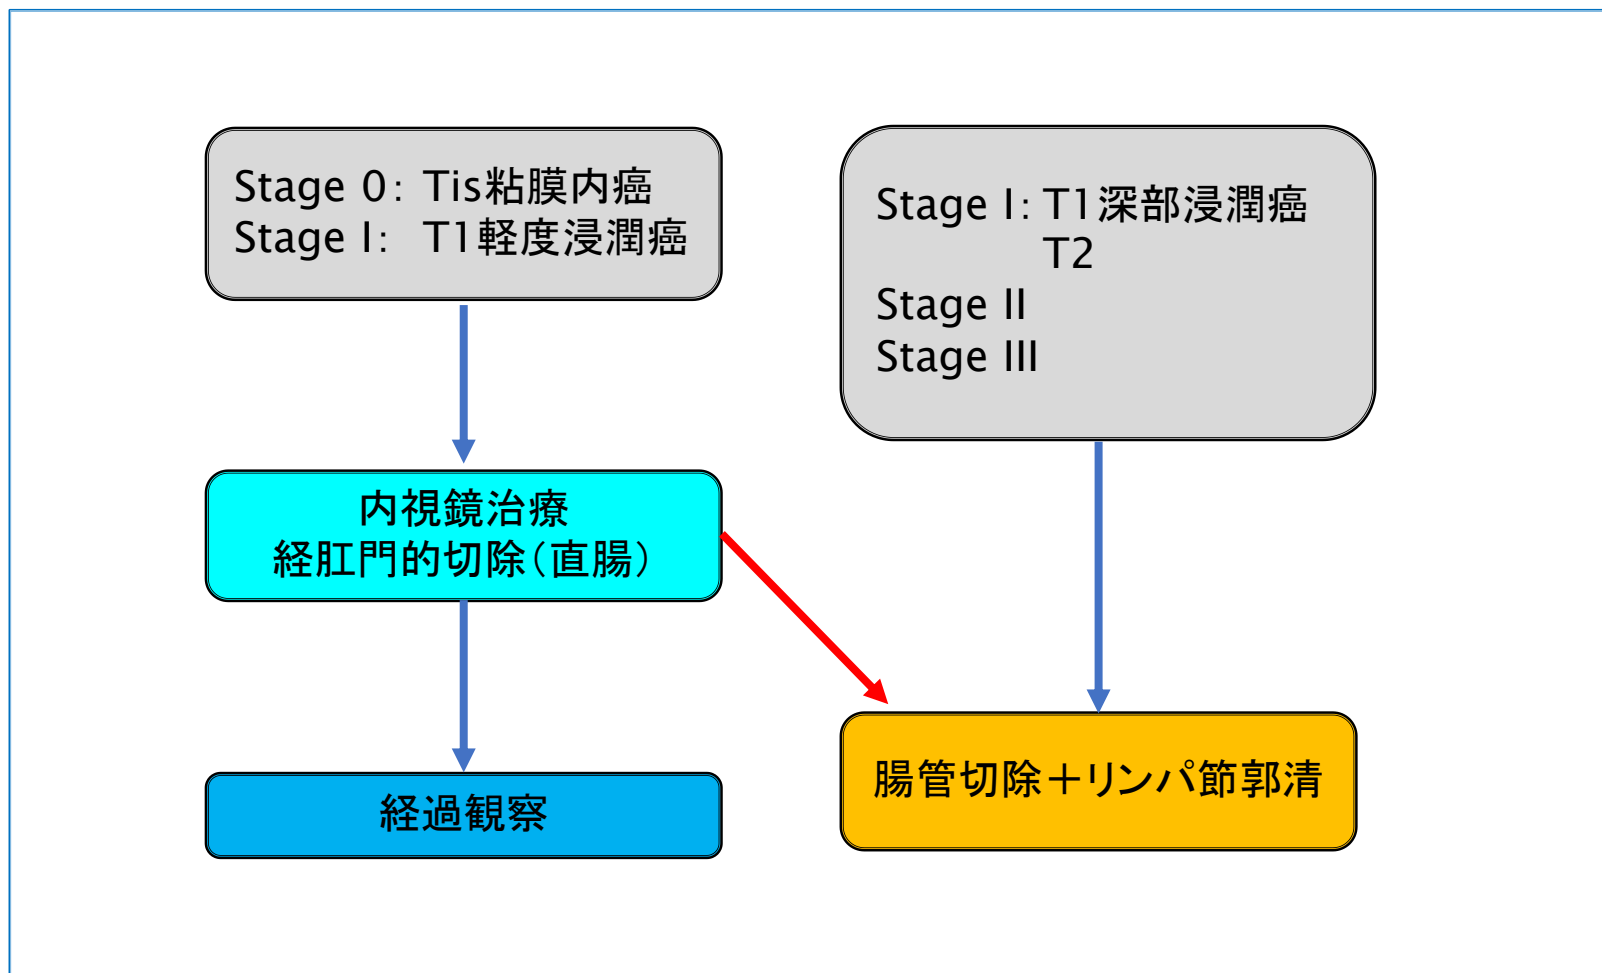 Stage 0： Tis粘膜内癌
Stage I： T1軽度浸潤癌
Stage I：T1深部浸潤癌
T2
Stage II
Stage III
内視鏡治療
経肛門的切除（直腸）
経過観察
腸管切除＋リンパ節郭清